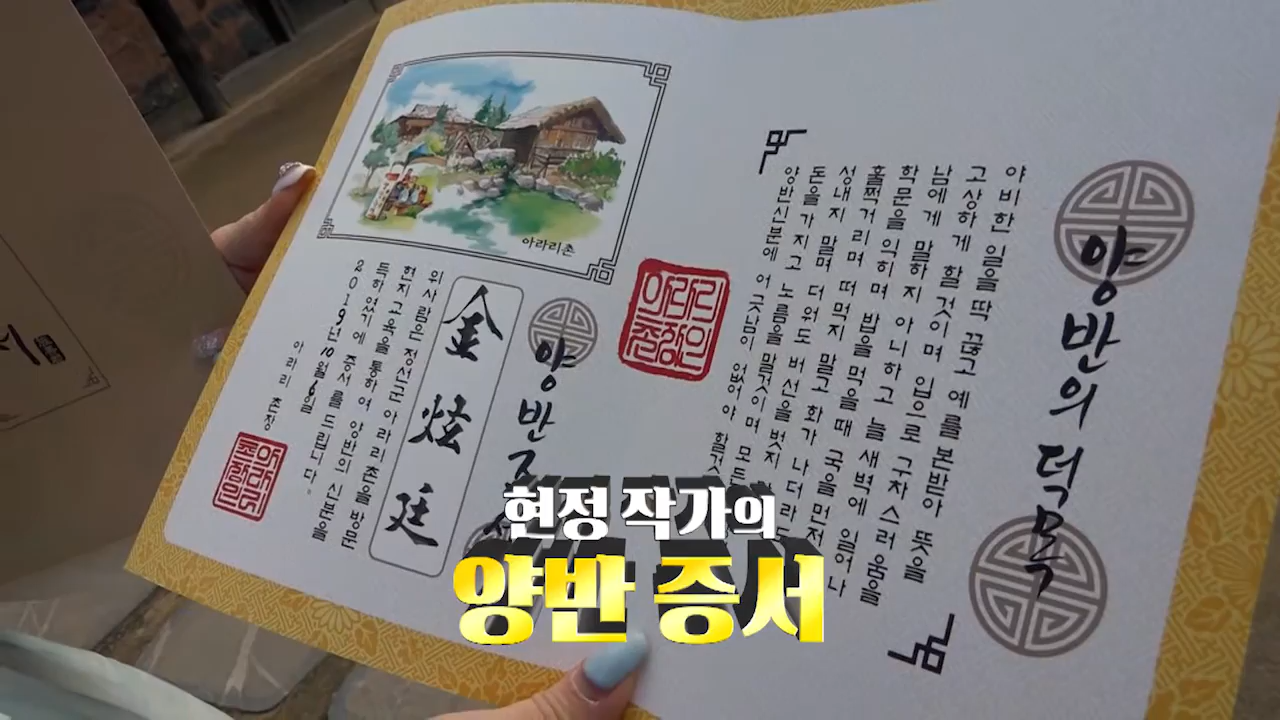 양반의 덕목
야비한 일을 딱 끊고 예를 본받아 뜻을
고상하게 할 것이며 입으로 구차스러움을
남에게 말하지 아니하고 늘 새벽에 일어나
학문을 익히며 밥을 먹을때 국을 먼저
훌쩍거리며 떠먹지 말고 화가 나더라도
성내지 말며 더워도 버선을 벗지
돈을 가지고 노름을 말것이며 모든
양반신분에 어긋남이 없어야
아라리촌장인
아라리촌
양반
金炫廷
위사람은 정선군 아라리촌을 방문
현지교육을 통하여 양반의 신분을
득하였기에 증서를 드립니다.
2019년 10월 6일
아리리 촌장
현정 작가의
양반 증서